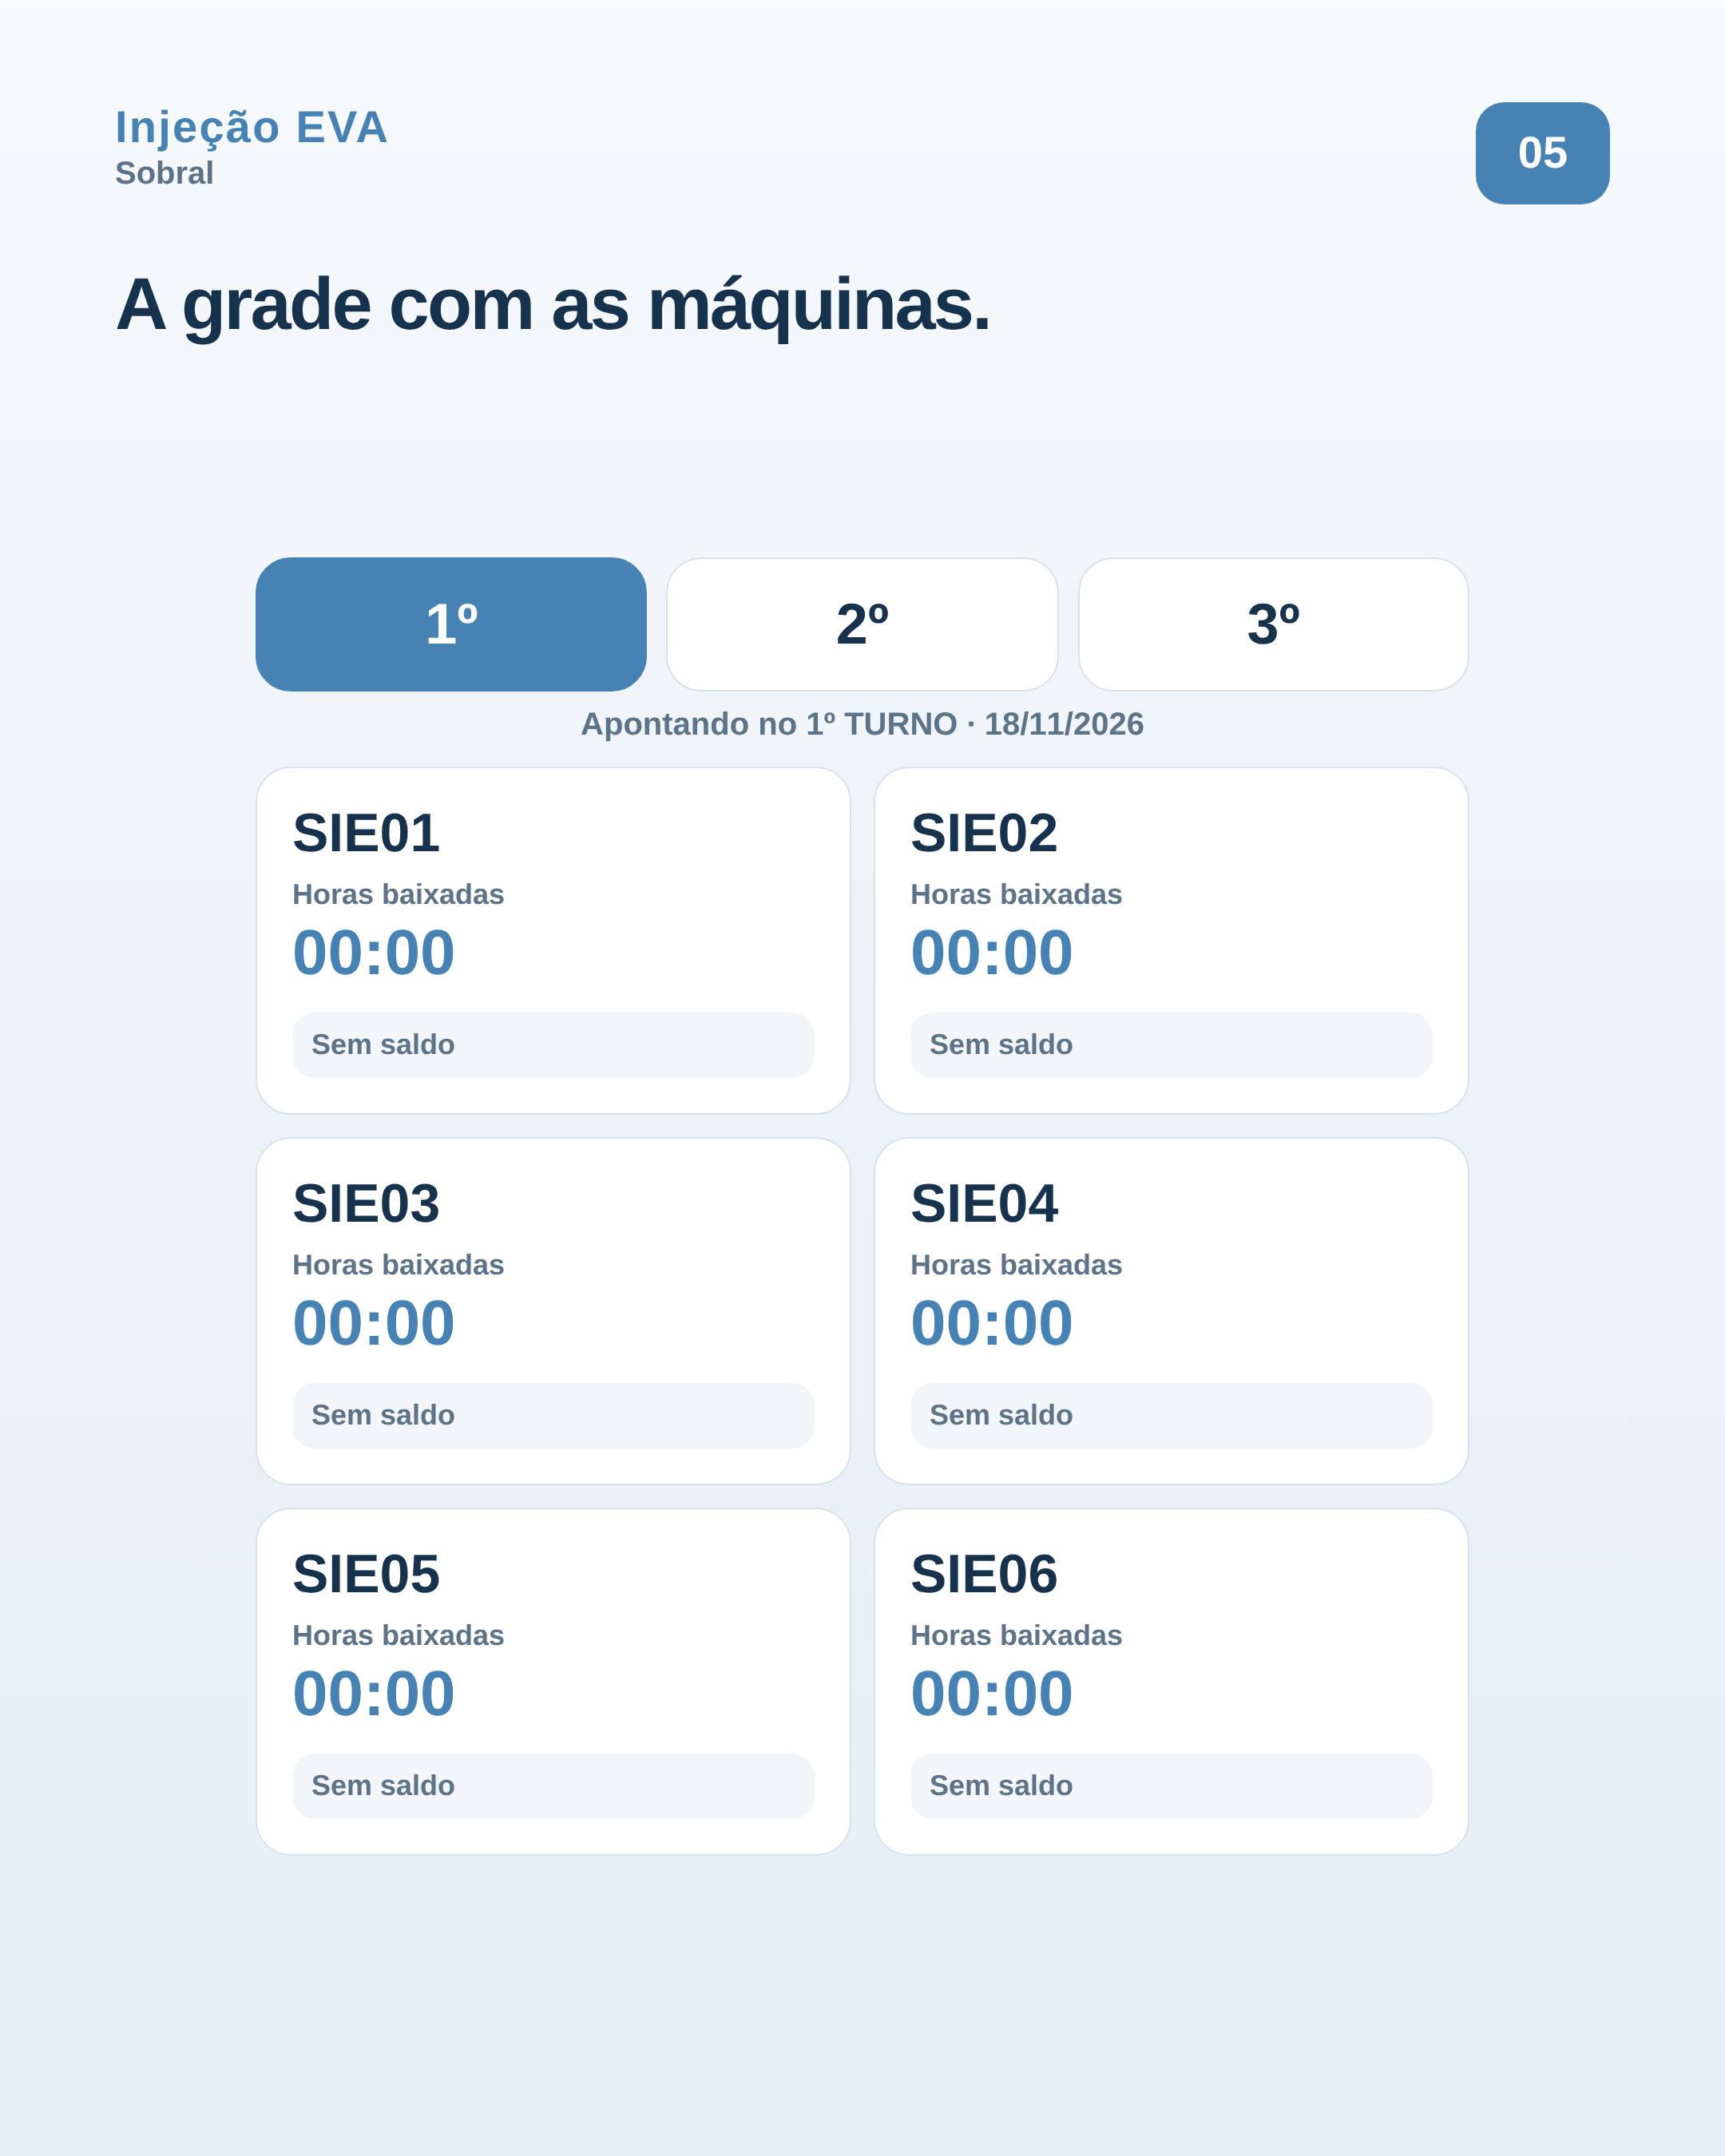 Injeção EVA
Sobral
05
A grade com as máquinas.
1º
2º
3º
Apontando no 1º TURNO · 18/11/2026
SIE01
Horas baixadas
00:00
Sem saldo
SIE02
Horas baixadas
00:00
Sem saldo
SIE03
Horas baixadas
00:00
Sem saldo
SIE04
Horas baixadas
00:00
Sem saldo
SIE05
Horas baixadas
00:00
Sem saldo
SIE06
Horas baixadas
00:00
Sem saldo